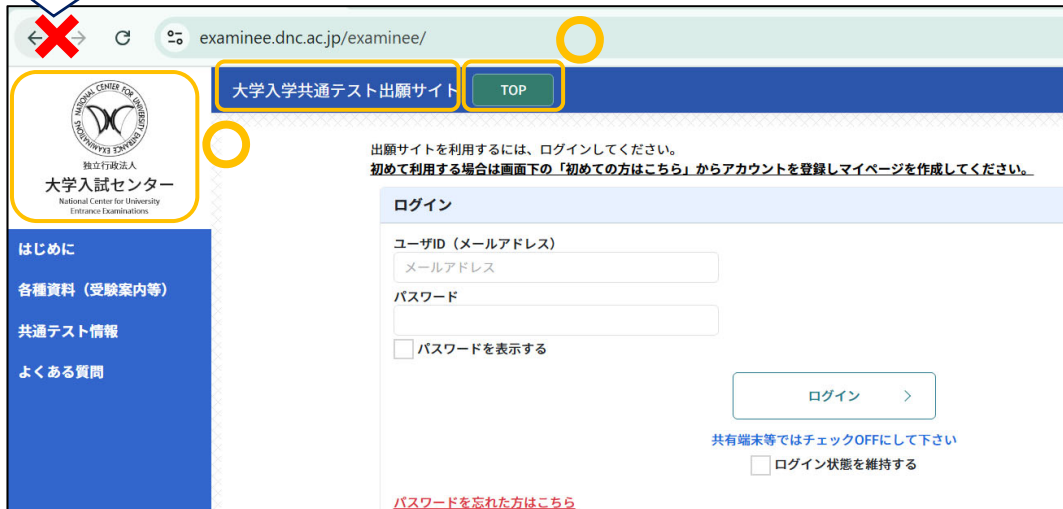 examinee.dnc.ac.jp/examinee/
NATIONAL CENTER FOR UNIVERSITY ENTRANCE EXAMINATIONS
独立行政法人
大学入試センター
National Center for University
Entrance Examinations
はじめに
各種資料（受験案内等）
共通テスト情報
よくある質問
大学入学共通テスト出願サイト TOP
出願サイトを利用するには、ログインしてください。
初めて利用する場合は画面下の「初めての方はこちら」からアカウントを登録しマイページを作成してください。
ログイン
ユーザID（メールアドレス）
メールアドレス
パスワード
パスワードを表示する
ログイン
共有端末等ではチェックOFFにして下さい
ログイン状態を維持する
パスワードを忘れた方はこちら